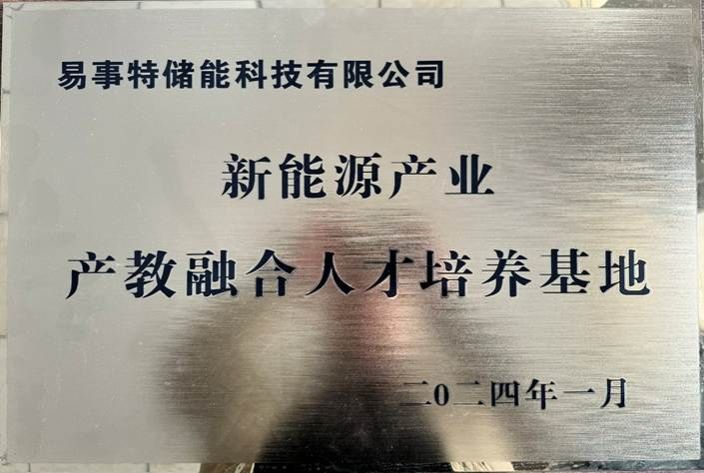 易事特储能科技有限公司
新能源产业
产教融合人才培养基地
二0二四年一月